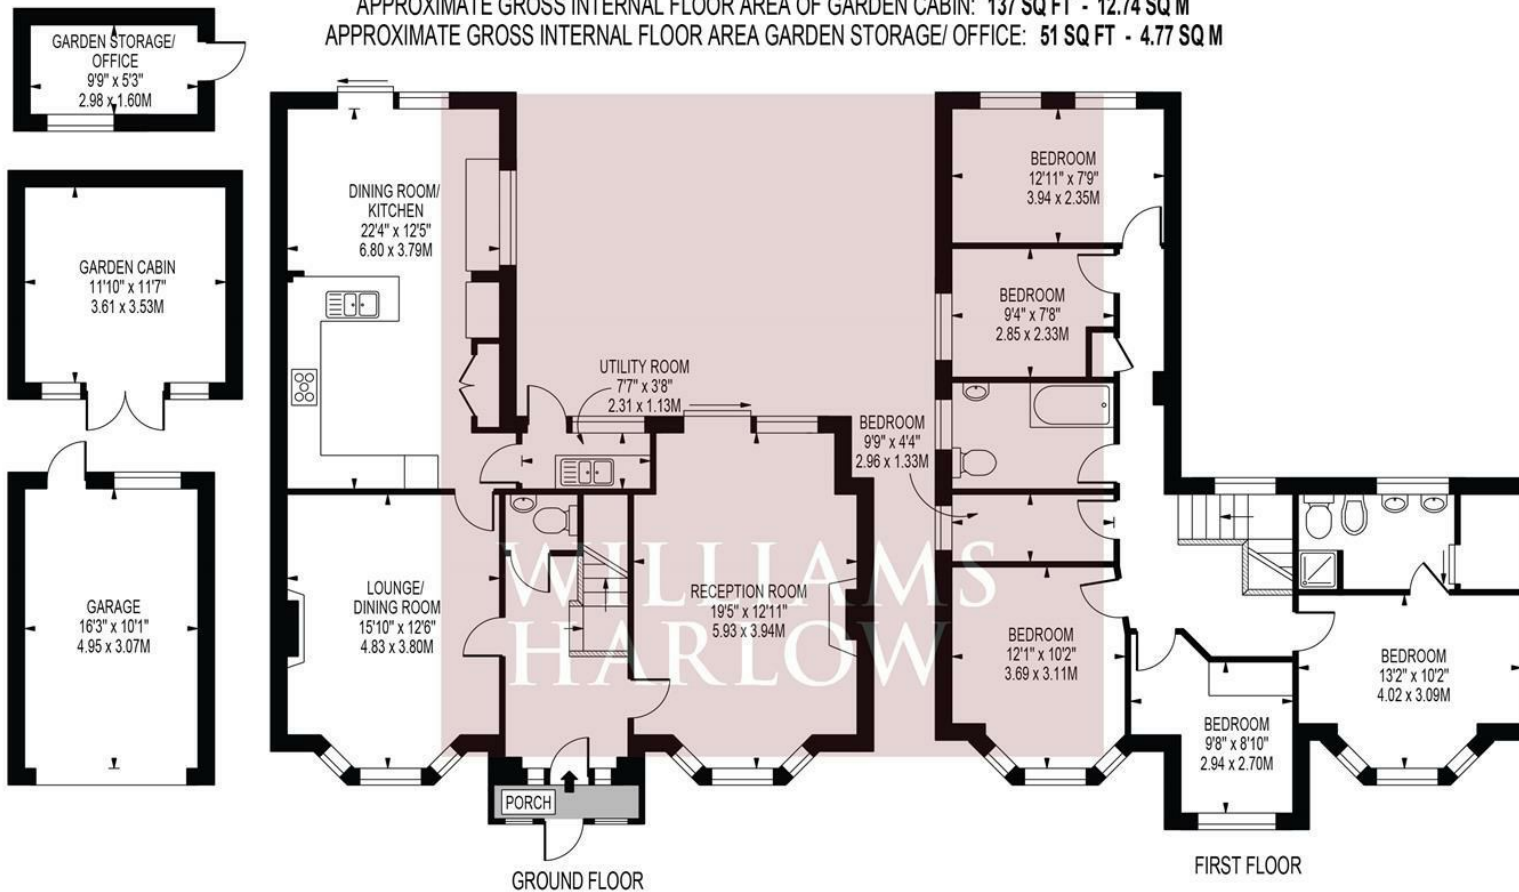 APPROXIMATE GROSS INTERNAL FLOOR AREA OF GARDEN CABIN: 137 SQ FT - 12.74 SQ M
APPROXIMATE GROSS INTERNAL FLOOR AREA GARDEN STORAGE/ OFFICE: 51 SQ FT - 4.77 SQ M
GARDEN STORAGE/
OFFICE
9'9" x 5'3"
2.98 x 1.60M
GARDEN CABIN
11'10" x 11'7"
3.61 x 3.53M
GARAGE
16'3" x 10'1"
4.95 x 3.07M
DINING ROOM/
KITCHEN
22'4" x 12'5"
6.80 x 3.79M
UTILITY ROOM
7'7" x 3'8"
2.31 x 1.13M
LOUNGE/
DINING ROOM
15'10" x 12'6"
4.83 x 3.80M
RECEPTION ROOM
19'5" x 12'11"
5.93 x 3.94M
WILLIAMS
HARLOW
PORCH
GROUND FLOOR
BEDROOM
12'11" x 7'9"
3.94 x 2.35M
BEDROOM
9'4" x 7'8"
2.85 x 2.33M
BEDROOM
9'9" x 4'4"
2.96 x 1.33M
BEDROOM
12'1" x 10'2"
3.69 x 3.11M
BEDROOM
9'8" x 8'10"
2.94 x 2.70M
BEDROOM
13'2" x 10'2"
4.02 x 3.09M
FIRST FLOOR